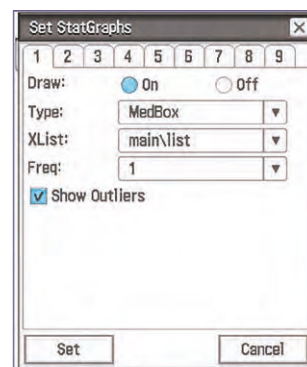 Set StatGraphs
1 2 3 4 5 6 7 8 9
Draw: On Off
Type: MedBox
XList: main\list
Freq: 1
Show Outliers
Set Cancel